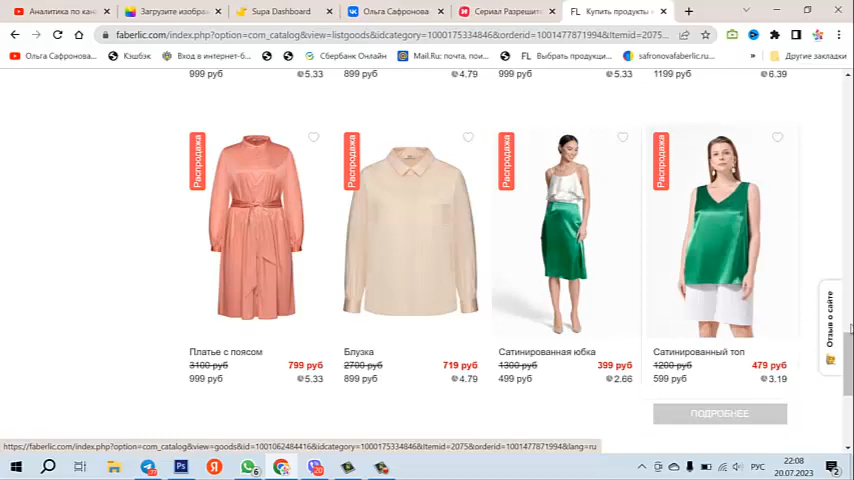 Аналитика по кан
Загрузите изображ
Supa Dashboard
Ольга Сафронова
Сериал Разрешите
FL Купить продукты к
faberlic.com/index.php?option=com_catalog&view=listgoods&idcategory=1000175334846&orderid=1001477871994&Itemid=2075...
Ольга Сафронова...
Кэшбэк
Вход в интернет-б...
Сбербанк Онлайн
Mail.Ru: почта, пои...
FL Выбрать продукци...
safronovafaberlic.ru...
»
Другие закладки
999 руб 5.33
899 руб 4.79
999 руб 5.33
1199 руб 6.39
Распродажа
Распродажа
Распродажа
Распродажа
Платье с поясом
3100 руб 799 руб
999 руб 5.33
Блузка
2700 руб 719 руб
899 руб 4.79
Сатинированная юбка
1300 руб 399 руб
499 руб 2.66
Сатинированный топ
1200 руб 479 руб
599 руб 3.19
ПОДРОБНЕЕ
Отзыв о сайте
https://faberlic.com/index.php?option=com_catalog&view=goods&id=1001062484416&idcategory=1000175334846&Itemid=2075&orderid=1001477871994&lang=ru
РУС
22:08
20.07.2023